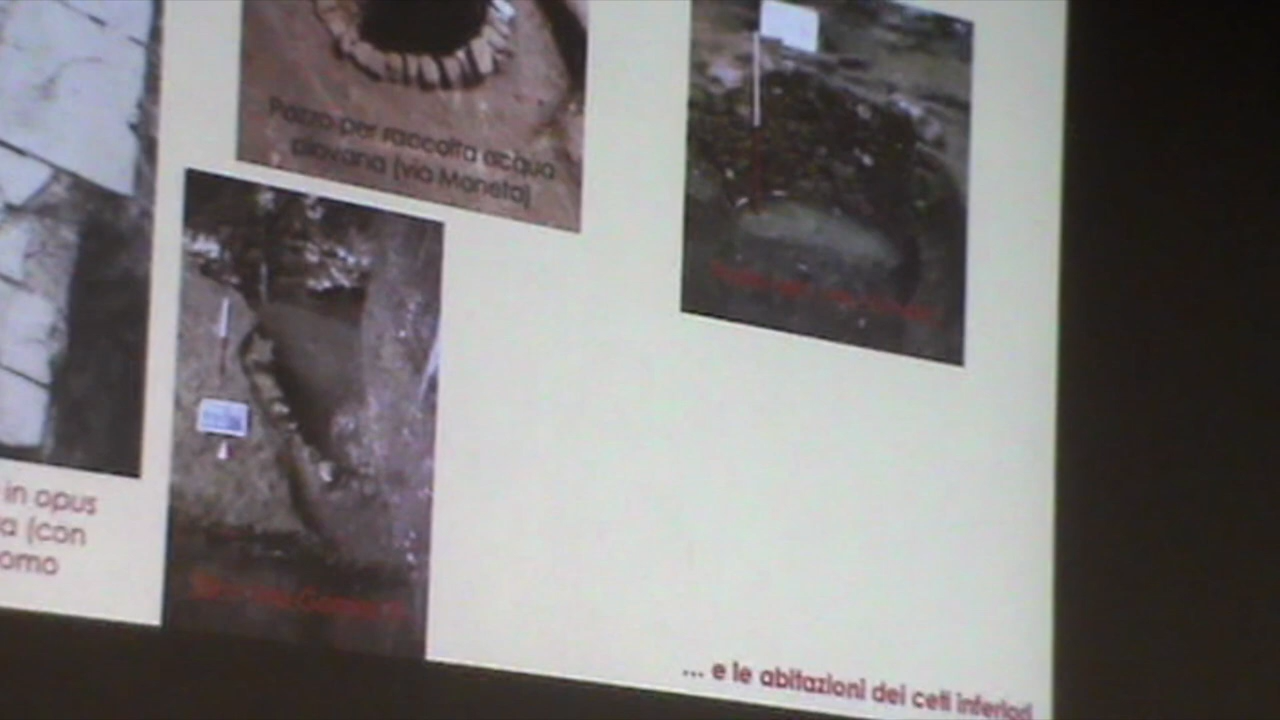 Pozzo per raccolta acqua
piovana (via Maneta)
in opus
a (con
omo
... e le abitazioni dei ceti inferiori